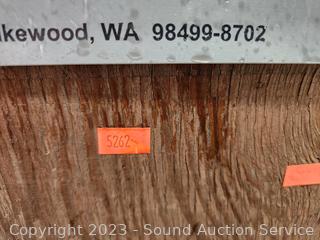 akewood, WA 98499-8702
5262
Copyright © 2023 - Sound Auction Service